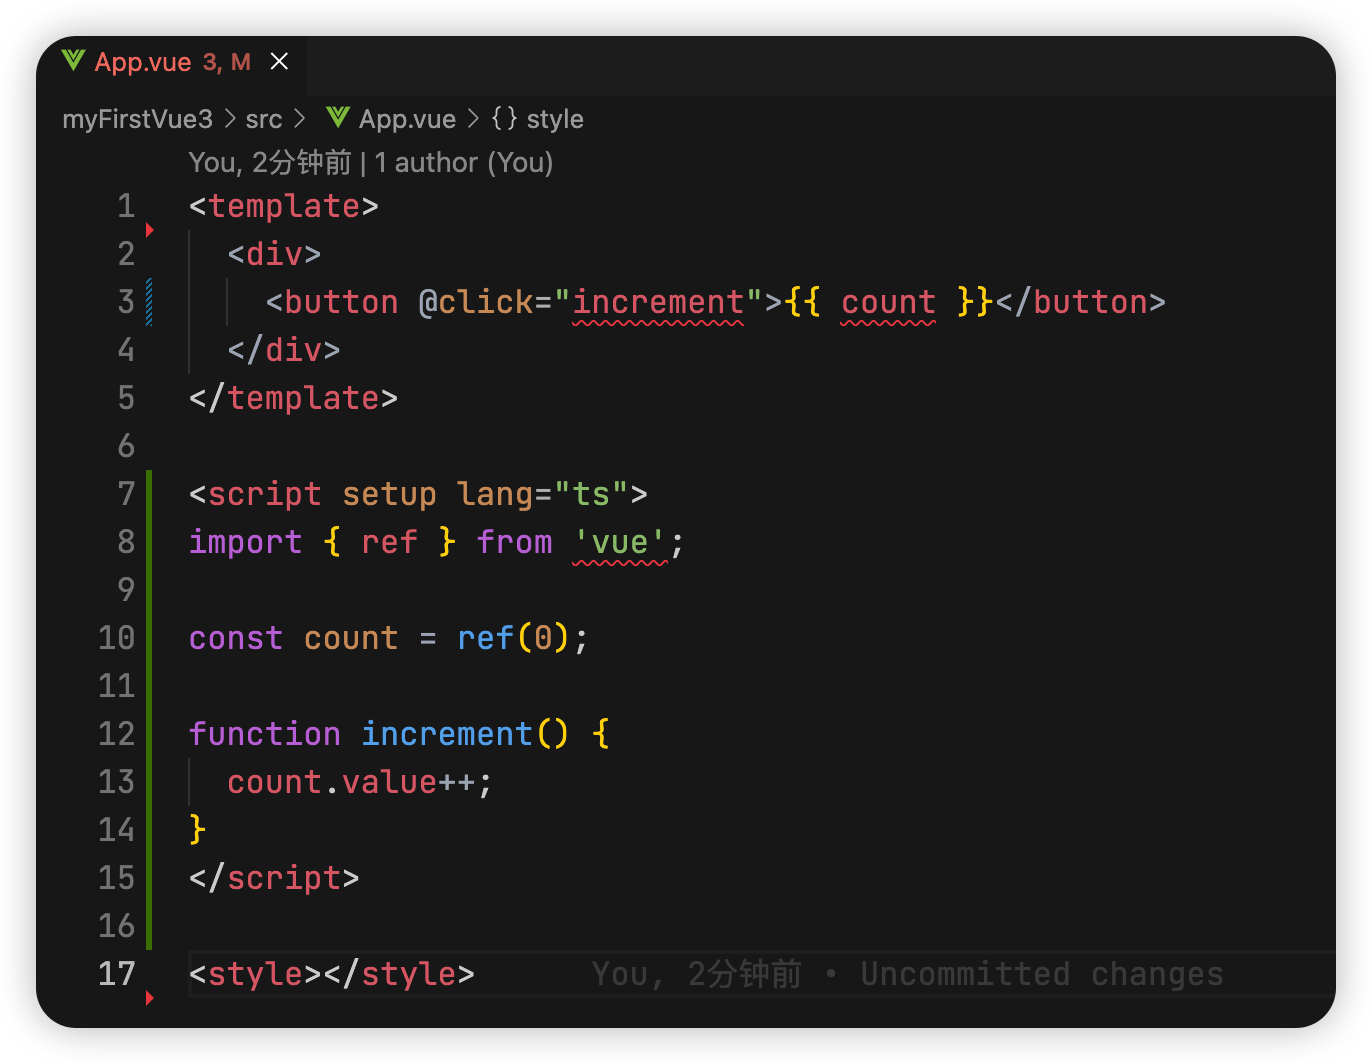 App.vue 3, M
myFirstVue3 > src > App.vue > {} style
You, 2分钟前 | 1 author (You)
1 <template>
2   <div>
3     <button @click="increment">{{ count }}</button>
4   </div>
5 </template>
6
7 <script setup lang="ts">
8 import { ref } from 'vue';
9
10 const count = ref(0);
11
12 function increment() {
13   count.value++;
14 }
15 </script>
16
17 <style></style> You, 2分钟前 • Uncommitted changes